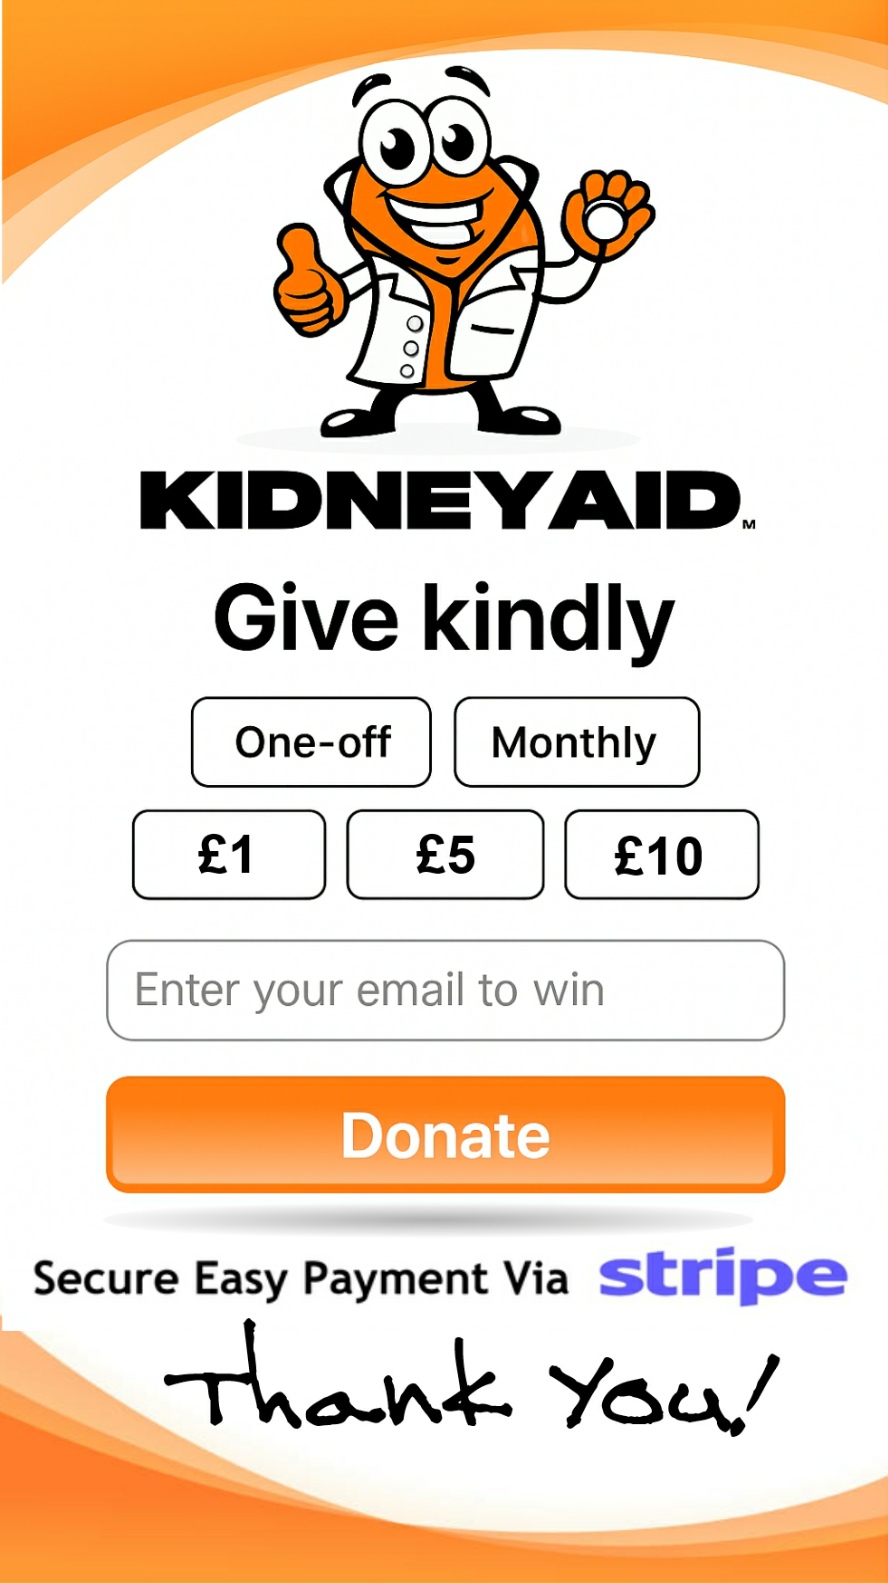 KIDNEYAID™
Give kindly
One-off Monthly
£1 £5 £10
Enter your email to win
Donate
Secure Easy Payment Via stripe
Thank You!